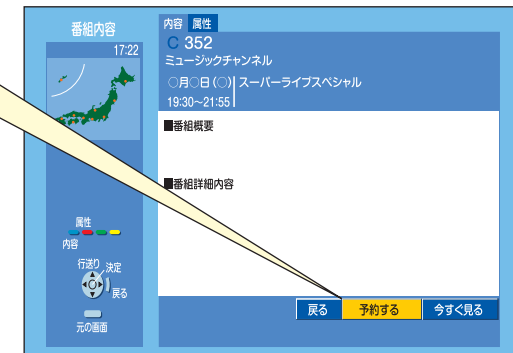 番組内容
17:22
属性
内容
行送り
決定
戻る
元の画面
内容 属性
C 352
ミュージックチャンネル
○月○日(○) スーパーライブスペシャル
19:30~21:55
■番組概要
■番組詳細内容
戻る 予約する 今すぐ見る